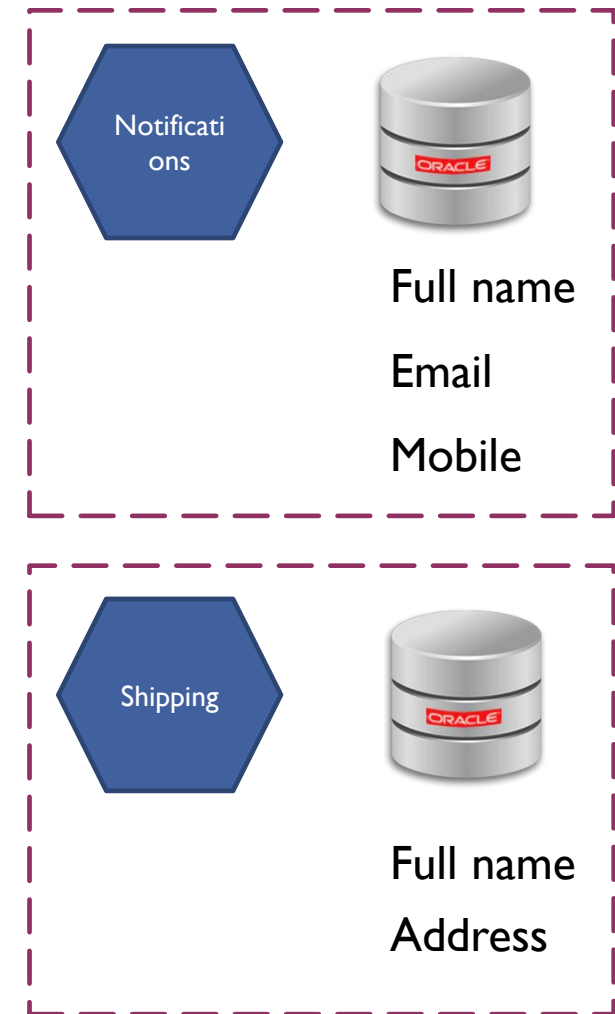 Notificati
ons
ORACLE
Full name
Email
Mobile
Shipping
ORACLE
Full name
Address